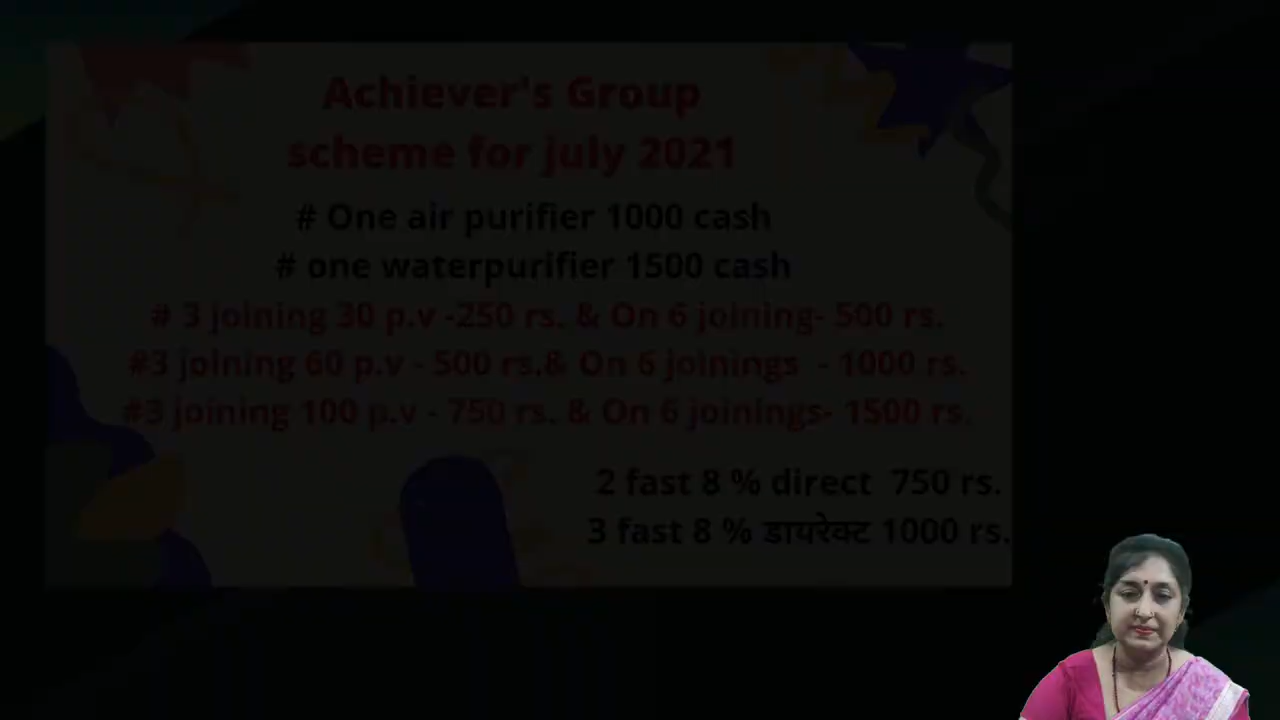 Achiever's Group
scheme for july 2021
# One air purifier 1000 cash
# one waterpurifier 1500 cash
# 3 joining 30 p.v -250 rs. & On 6 joining- 500 rs.
#3 joining 60 p.v - 500 rs.& On 6 joinings - 1000 rs.
#3 joining 100 p.v - 750 rs. & On 6 joinings- 1500 rs.
2 fast 8 % direct 750 rs.
3 fast 8 % डायरेक्ट 1000 rs.